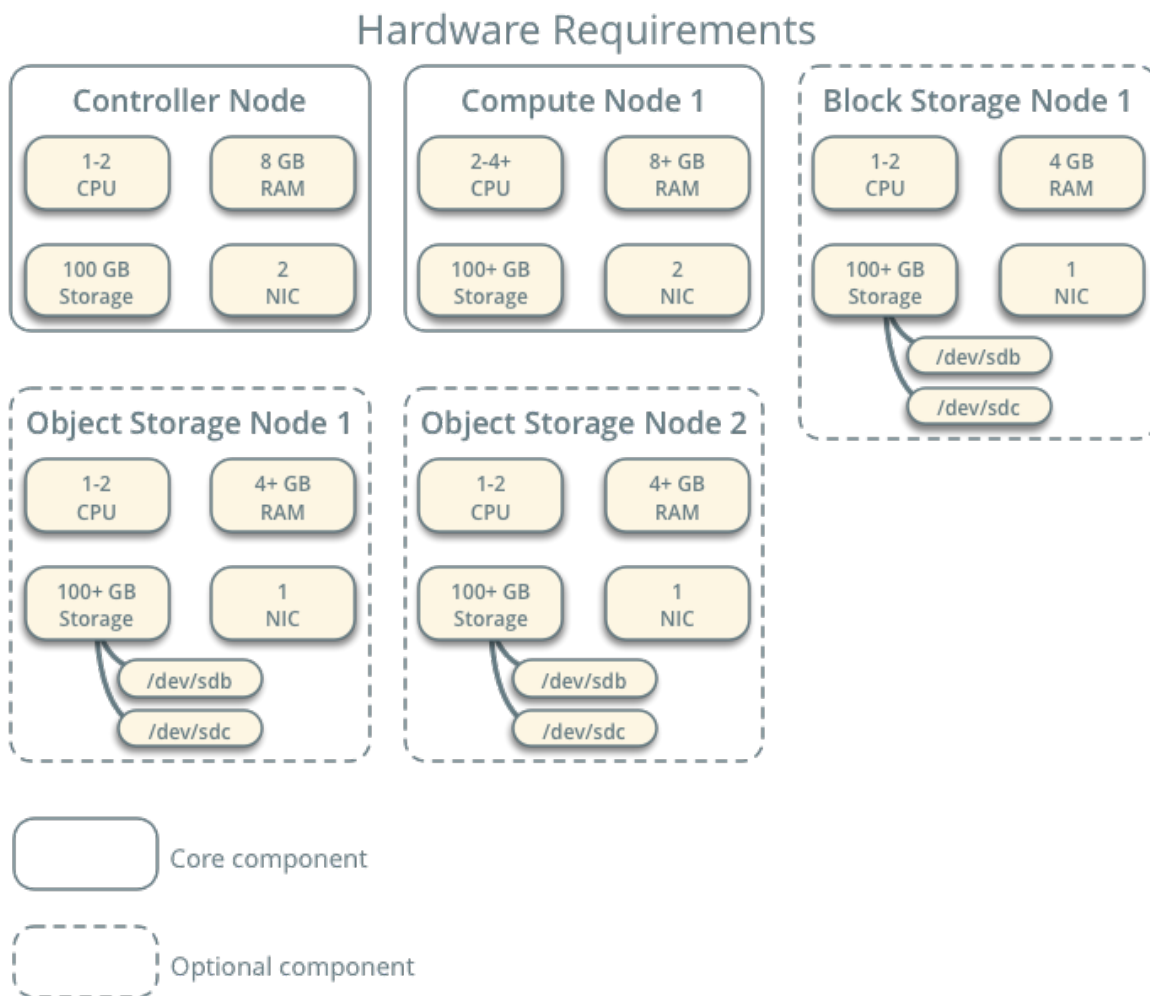 Hardware Requirements
Controller Node
1-2
CPU
8 GB
RAM
100 GB
Storage
2
NIC
Compute Node 1
2-4+
CPU
8+ GB
RAM
100+ GB
Storage
2
NIC
Block Storage Node 1
1-2
CPU
4 GB
RAM
100+ GB
Storage
1
NIC
/dev/sdb
/dev/sdc
Object Storage Node 1
1-2
CPU
4+ GB
RAM
100+ GB
Storage
1
NIC
/dev/sdb
/dev/sdc
Object Storage Node 2
1-2
CPU
4+ GB
RAM
100+ GB
Storage
1
NIC
/dev/sdb
/dev/sdc
Core component
Optional component